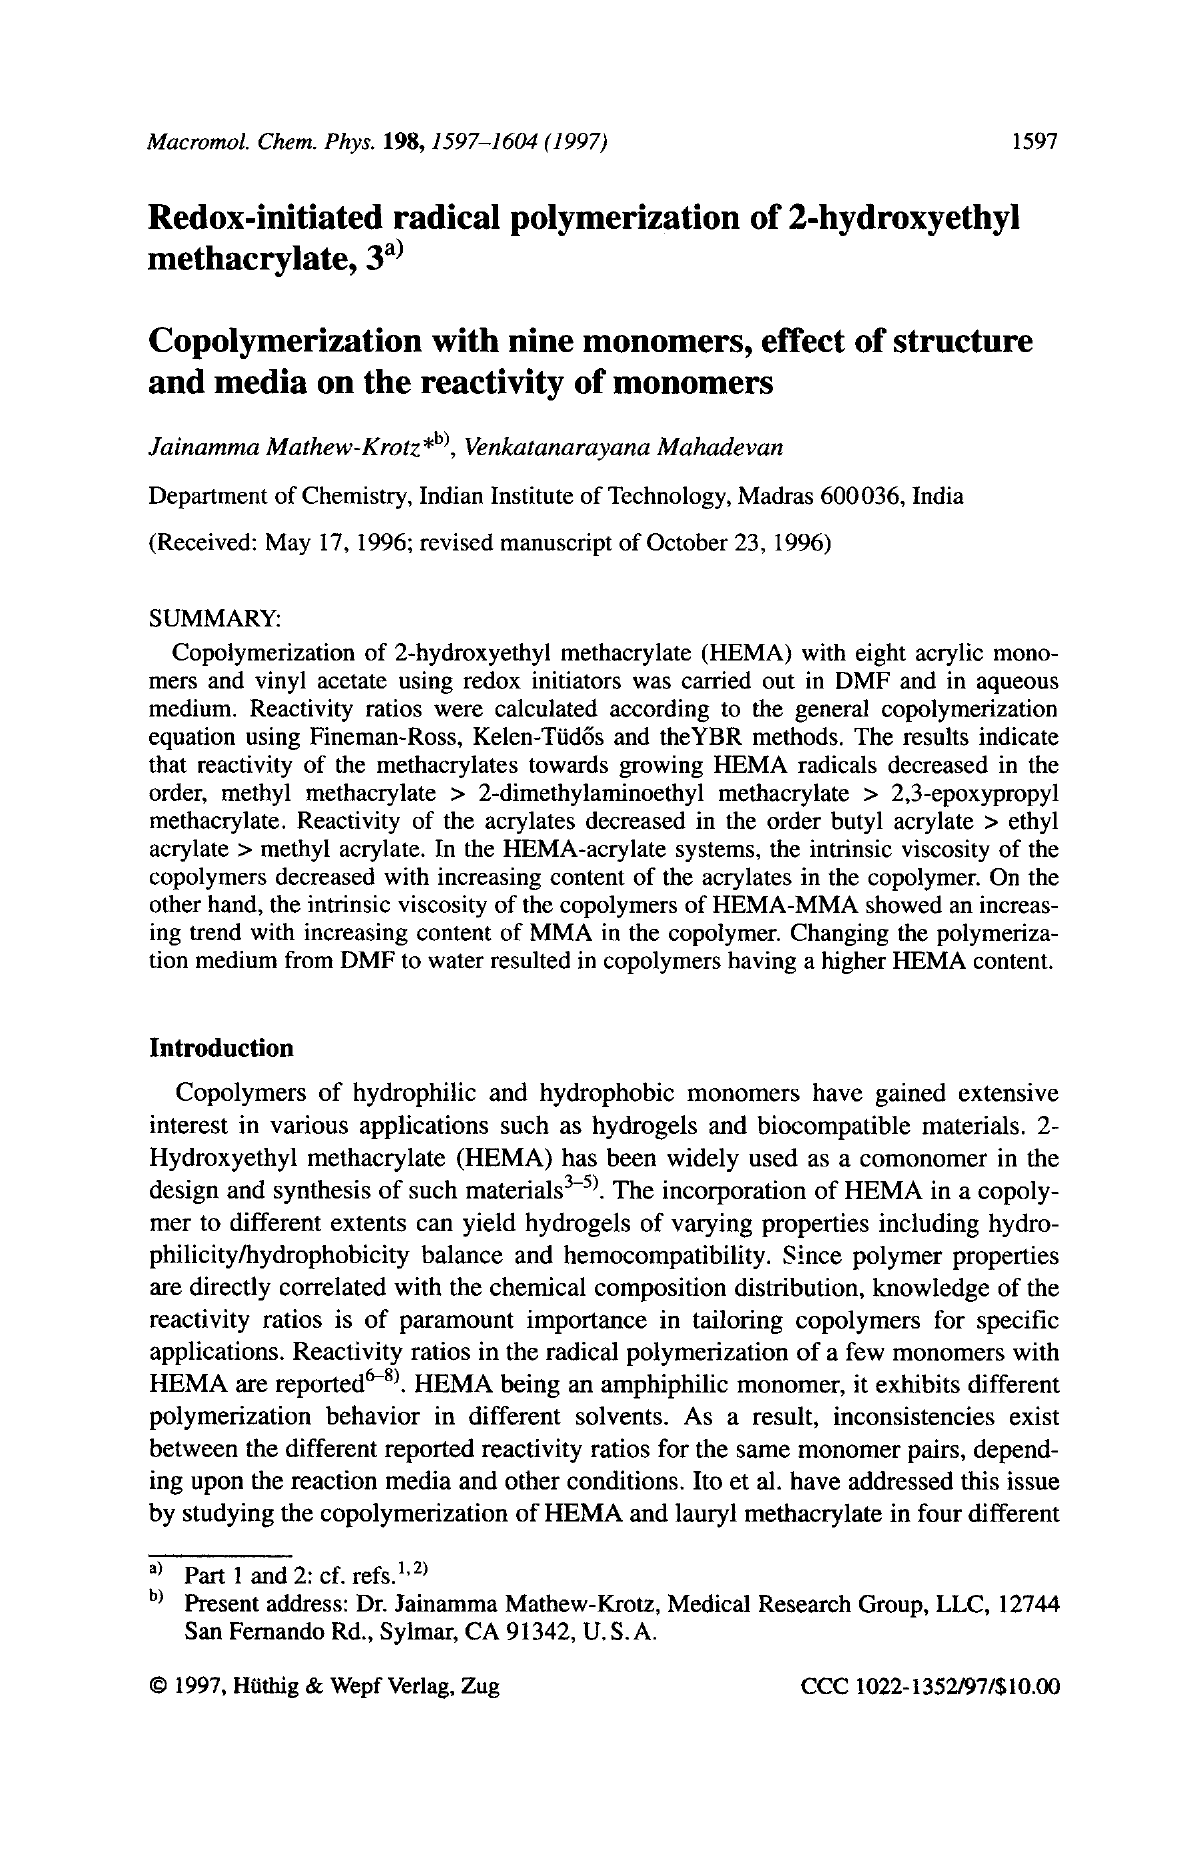 Macromol. Chem. Phys. 198, 1597–1604 (1997) 1597
Redox-initiated radical polymerization of 2-hydroxyethyl
methacrylate, 3a)
Copolymerization with nine monomers, effect of structure
and media on the reactivity of monomers
Jainamma Mathew-Krotz*b), Venkatanarayana Mahadevan
Department of Chemistry, Indian Institute of Technology, Madras 600036, India
(Received: May 17, 1996; revised manuscript of October 23, 1996)
SUMMARY:
Copolymerization of 2-hydroxyethyl methacrylate (HEMA) with eight acrylic mono-
mers and vinyl acetate using redox initiators was carried out in DMF and in aqueous
medium. Reactivity ratios were calculated according to the general copolymerization
equation using Fineman-Ross, Kelen-Tüdős and theYBR methods. The results indicate
that reactivity of the methacrylates towards growing HEMA radicals decreased in the
order, methyl methacrylate > 2-dimethylaminoethyl methacrylate > 2,3-epoxypropyl
methacrylate. Reactivity of the acrylates decreased in the order butyl acrylate > ethyl
acrylate > methyl acrylate. In the HEMA-acrylate systems, the intrinsic viscosity of the
copolymers decreased with increasing content of the acrylates in the copolymer. On the
other hand, the intrinsic viscosity of the copolymers of HEMA-MMA showed an increas-
ing trend with increasing content of MMA in the copolymer. Changing the polymeriza-
tion medium from DMF to water resulted in copolymers having a higher HEMA content.
Introduction
Copolymers of hydrophilic and hydrophobic monomers have gained extensive
interest in various applications such as hydrogels and biocompatible materials. 2-
Hydroxyethyl methacrylate (HEMA) has been widely used as a comonomer in the
design and synthesis of such materials3–5). The incorporation of HEMA in a copoly-
mer to different extents can yield hydrogels of varying properties including hydro-
philicity/hydrophobicity balance and hemocompatibility. Since polymer properties
are directly correlated with the chemical composition distribution, knowledge of the
reactivity ratios is of paramount importance in tailoring copolymers for specific
applications. Reactivity ratios in the radical polymerization of a few monomers with
HEMA are reported6–8). HEMA being an amphiphilic monomer, it exhibits different
polymerization behavior in different solvents. As a result, inconsistencies exist
between the different reported reactivity ratios for the same monomer pairs, depend-
ing upon the reaction media and other conditions. Ito et al. have addressed this issue
by studying the copolymerization of HEMA and lauryl methacrylate in four different
a) Part 1 and 2: cf. refs.1,2)
b) Present address: Dr. Jainamma Mathew-Krotz, Medical Research Group, LLC, 12744
San Fernando Rd., Sylmar, CA 91342, U.S.A.
© 1997, Hüthig & Wepf Verlag, Zug CCC 1022-1352/97/$10.00